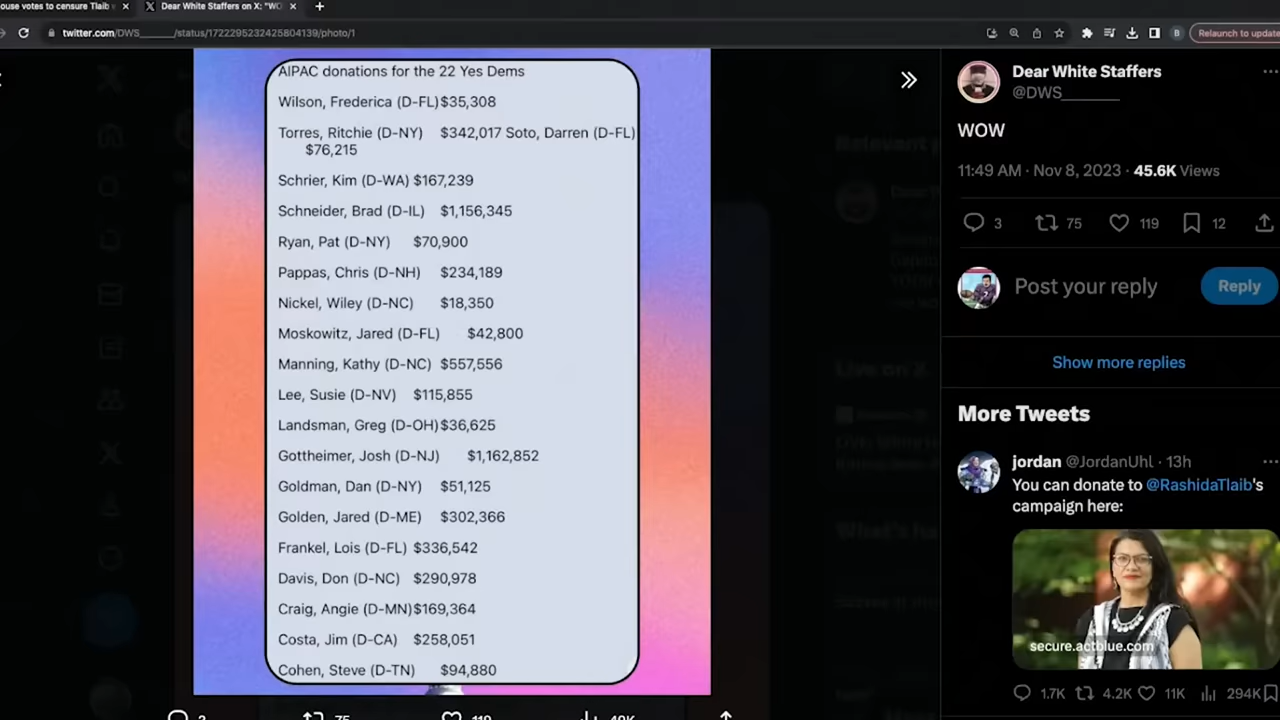 ouse votes to censure Tlaib
Dear White Staffers on X: "WO
twitter.com/DWS______/status/1722295232425804139/photo/1
Relaunch to update
AIPAC donations for the 22 Yes Dems
Wilson, Frederica (D-FL)$35,308
Torres, Ritchie (D-NY) $342,017 Soto, Darren (D-FL)
$76,215
Schrier, Kim (D-WA) $167,239
Schneider, Brad (D-IL) $1,156,345
Ryan, Pat (D-NY) $70,900
Pappas, Chris (D-NH) $234,189
Nickel, Wiley (D-NC) $18,350
Moskowitz, Jared (D-FL) $42,800
Manning, Kathy (D-NC) $557,556
Lee, Susie (D-NV) $115,855
Landsman, Greg (D-OH)$36,625
Gottheimer, Josh (D-NJ) $1,162,852
Goldman, Dan (D-NY) $51,125
Golden, Jared (D-ME) $302,366
Frankel, Lois (D-FL) $336,542
Davis, Don (D-NC) $290,978
Craig, Angie (D-MN)$169,364
Costa, Jim (D-CA) $258,051
Cohen, Steve (D-TN) $94,880
Dear White Staffers
@DWS______
WOW
11:49 AM · Nov 8, 2023 · 45.6K Views
3 75 119 12
Post your reply
Reply
Show more replies
More Tweets
jordan @JordanUhl · 13h
You can donate to @RashidaTlaib's
campaign here:
secure.actblue.com
1.7K 4.2K 11K 294K